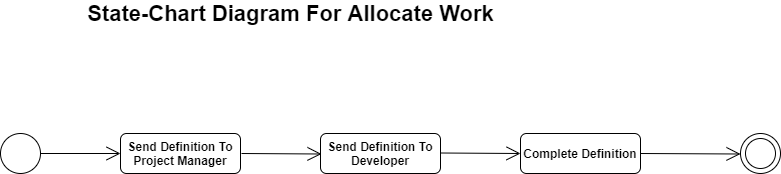 State-Chart Diagram For Allocate Work
Send Definition To
Project Manager
Send Definition To
Developer
Complete Definition